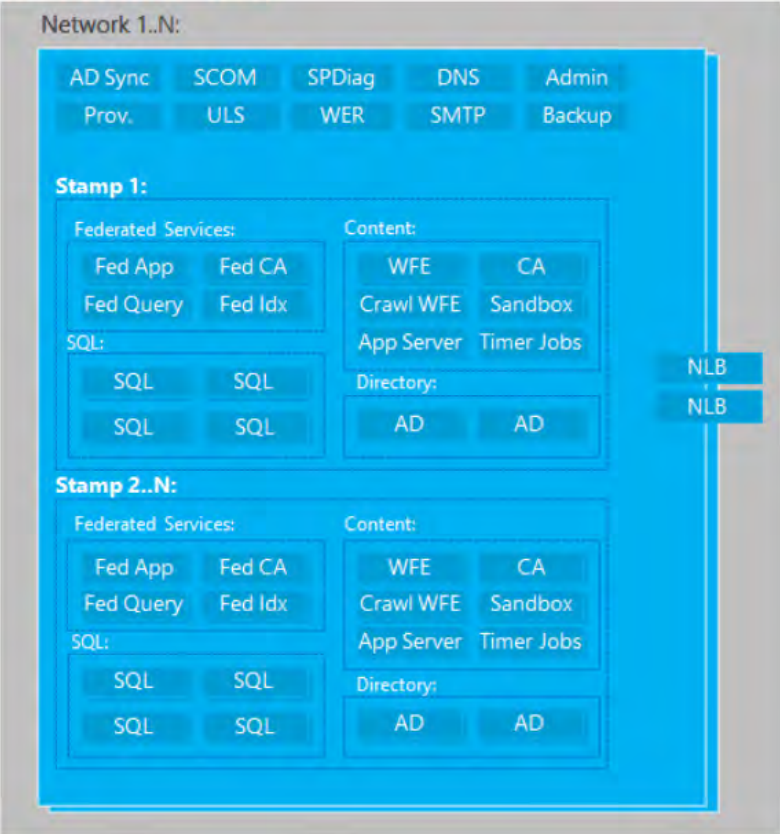 Network 1..N:
AD Sync SCOM SPDiag DNS Admin
Prov. ULS WER SMTP Backup
Stamp 1:
Federated Services:
Fed App Fed CA
Fed Query Fed Idx
SQL:
SQL SQL
SQL SQL
Content:
WFE CA
Crawl WFE Sandbox
App Server Timer Jobs
Directory:
AD AD
Stamp 2..N:
Federated Services:
Fed App Fed CA
Fed Query Fed Idx
SQL:
SQL SQL
SQL SQL
Content:
WFE CA
Crawl WFE Sandbox
App Server Timer Jobs
Directory:
AD AD
NLB
NLB